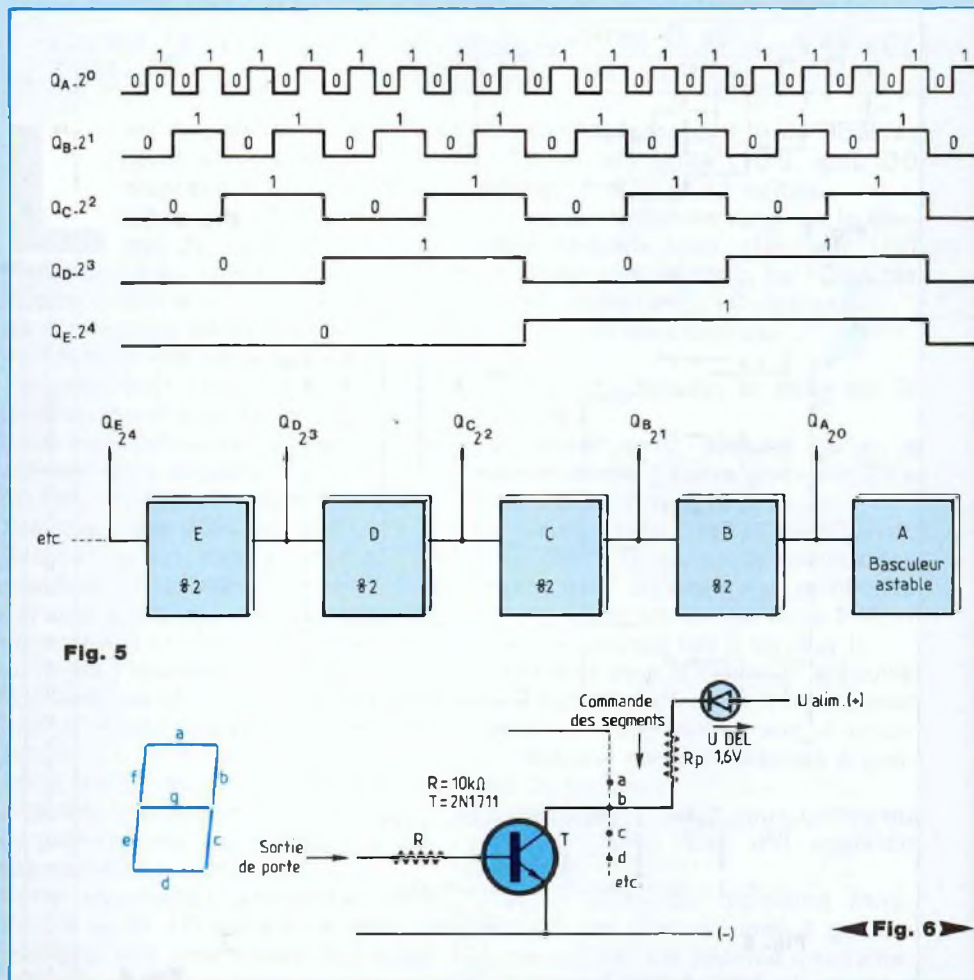 1 1 1 1 1 1 1 1 1 1 1 1 1 1 1 1 1
QA.2⁰ 0 0 0 0 0 0 0 0 0 0 0 0 0 0 0 0 0 0
1 1 1 1 1 1 1 1
QB.2¹ 0 0 0 0 0 0 0 0 0
1 1 1 1
QC.2² 0 0 0 0
1 1
QD.2³ 0 0
1
QE.2⁴ 0
QE QD QC QB QA
2⁴ 2³ 2² 2¹ 2⁰
etc E D C B A
÷2 ÷2 ÷2 ÷2 Basculeur
astable
Fig. 5
a
f b
g
e c
d
Commande
des segments
U alim.(+)
U DEL
1,6V
Rp
R = 10kΩ
T = 2N1711
a
b
c
d
etc.
Sortie
de porte
R
T
(-)
Fig. 6